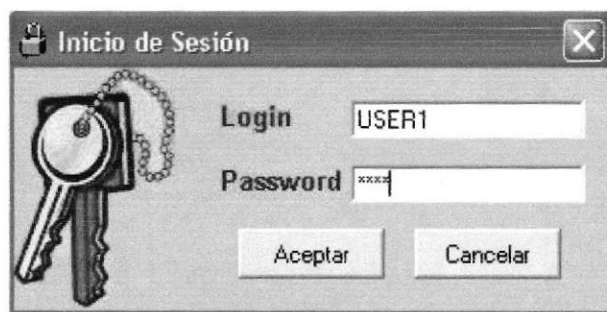 Inicio de Sesión
Login USER1
Password ****
Aceptar Cancelar